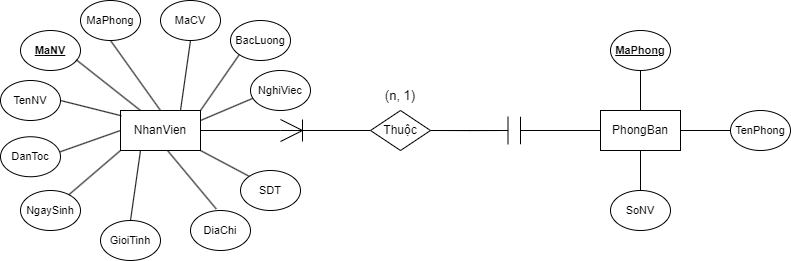 MaPhong
MaCV
MaNV
BacLuong
MaPhong
TenNV
NghiViec
(n, 1)
NhanVien
Thuộc
PhongBan
TenPhong
DanToc
NgaySinh
SDT
SoNV
GioiTinh
DiaChi